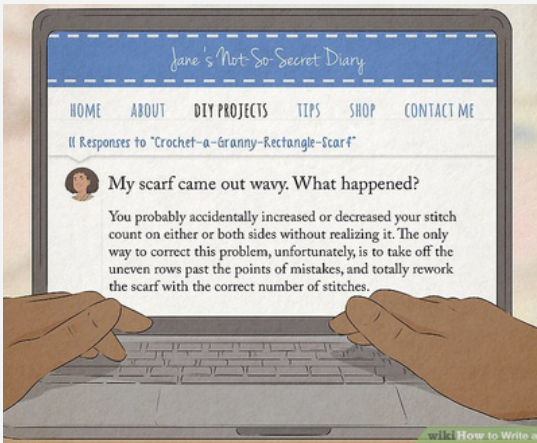 Jane's Not-So-Secret Diary
HOME ABOUT DIY PROJECTS TIPS SHOP CONTACT ME
11 Responses to "Crochet-a-Granny-Rectangle-Scarf"
My scarf came out wavy. What happened?
You probably accidentally increased or decreased your stitch
count on either or both sides without realizing it. The only
way to correct this problem, unfortunately, is to take off the
uneven rows past the points of mistakes, and totally rework
the scarf with the correct number of stitches.
wikiHow to Write a